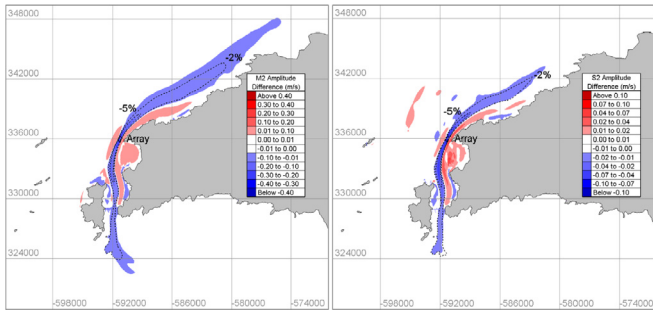 348000
342000
336000
330000
324000
-2%
-5%
Array
M2 Amplitude
Difference (m/s)
Above 0.40
0.30 to 0.40
0.20 to 0.30
0.10 to 0.20
0.01 to 0.10
0.00 to 0.01
-0.01 to 0.00
-0.10 to -0.01
-0.20 to -0.10
-0.30 to -0.20
-0.40 to -0.30
Below -0.40
-598000
-592000
-586000
-580000
-574000
348000
342000
336000
330000
324000
-2%
-5%
Array
S2 Amplitude
Difference (m/s)
Above 0.10
0.07 to 0.10
0.04 to 0.07
0.02 to 0.04
0.01 to 0.02
0.00 to 0.01
-0.01 to 0.00
-0.02 to -0.01
-0.04 to -0.02
-0.07 to -0.04
-0.10 to -0.07
Below -0.10
-598000
-592000
-586000
-580000
-574000